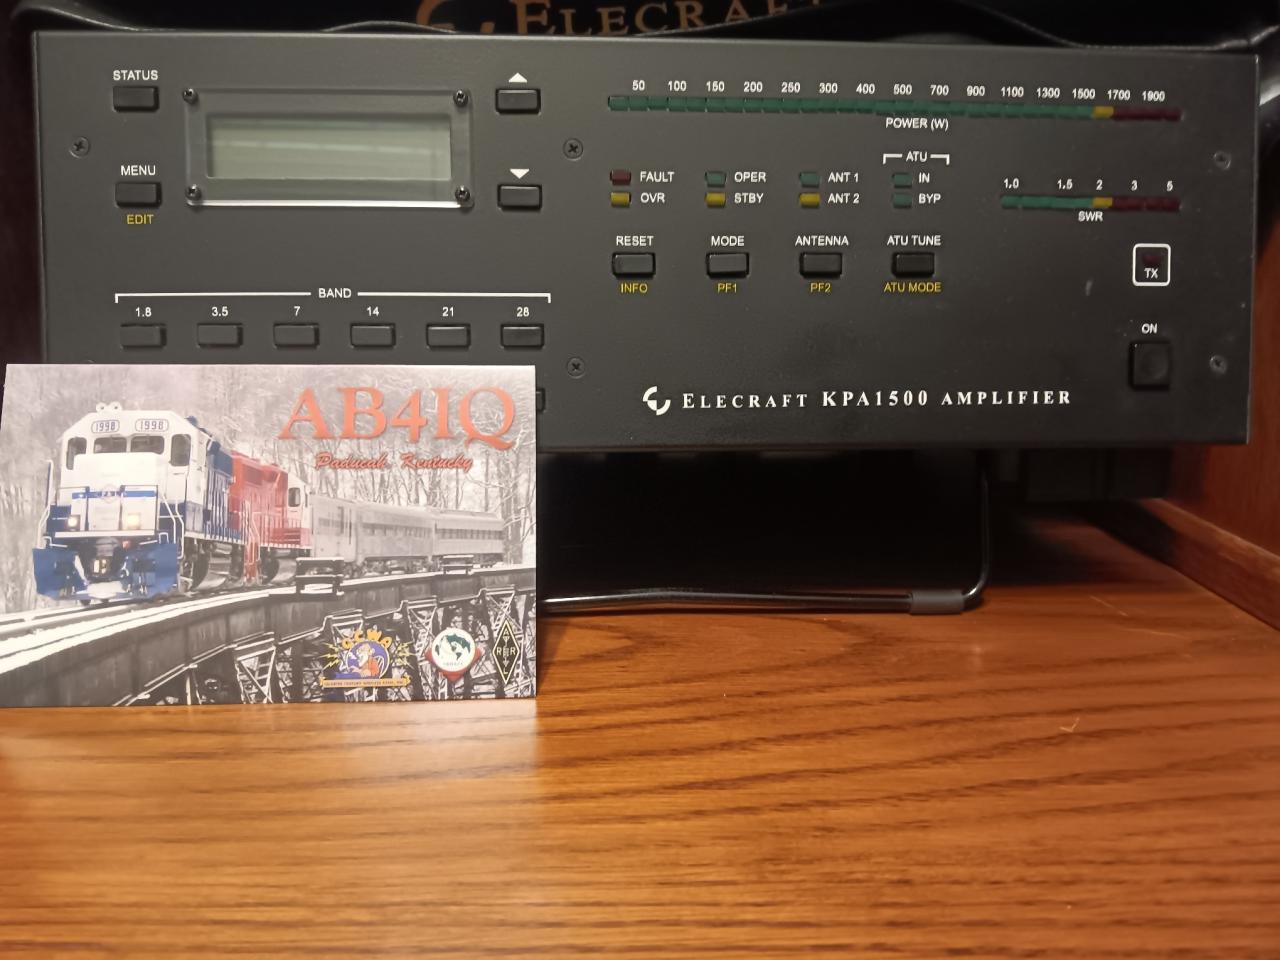 ELECRAFT
STATUS
MENU
EDIT
BAND
1.8 3.5 7 14 21 28
50 100 150 200 250 300 400 500 700 900 1100 1300 1500 1700 1900
POWER (W)
ATU
FAULT OPER ANT 1 IN
OVR STBY ANT 2 BYP
1.0 1.5 2 3 5
SWR
RESET MODE ANTENNA ATU TUNE
INFO PF1 PF2 ATU MODE
TX
ON
ELECRAFT KPA1500 AMPLIFIER
AB4IQ
Paducah Kentucky
1998 1998
QCWA
ARRL